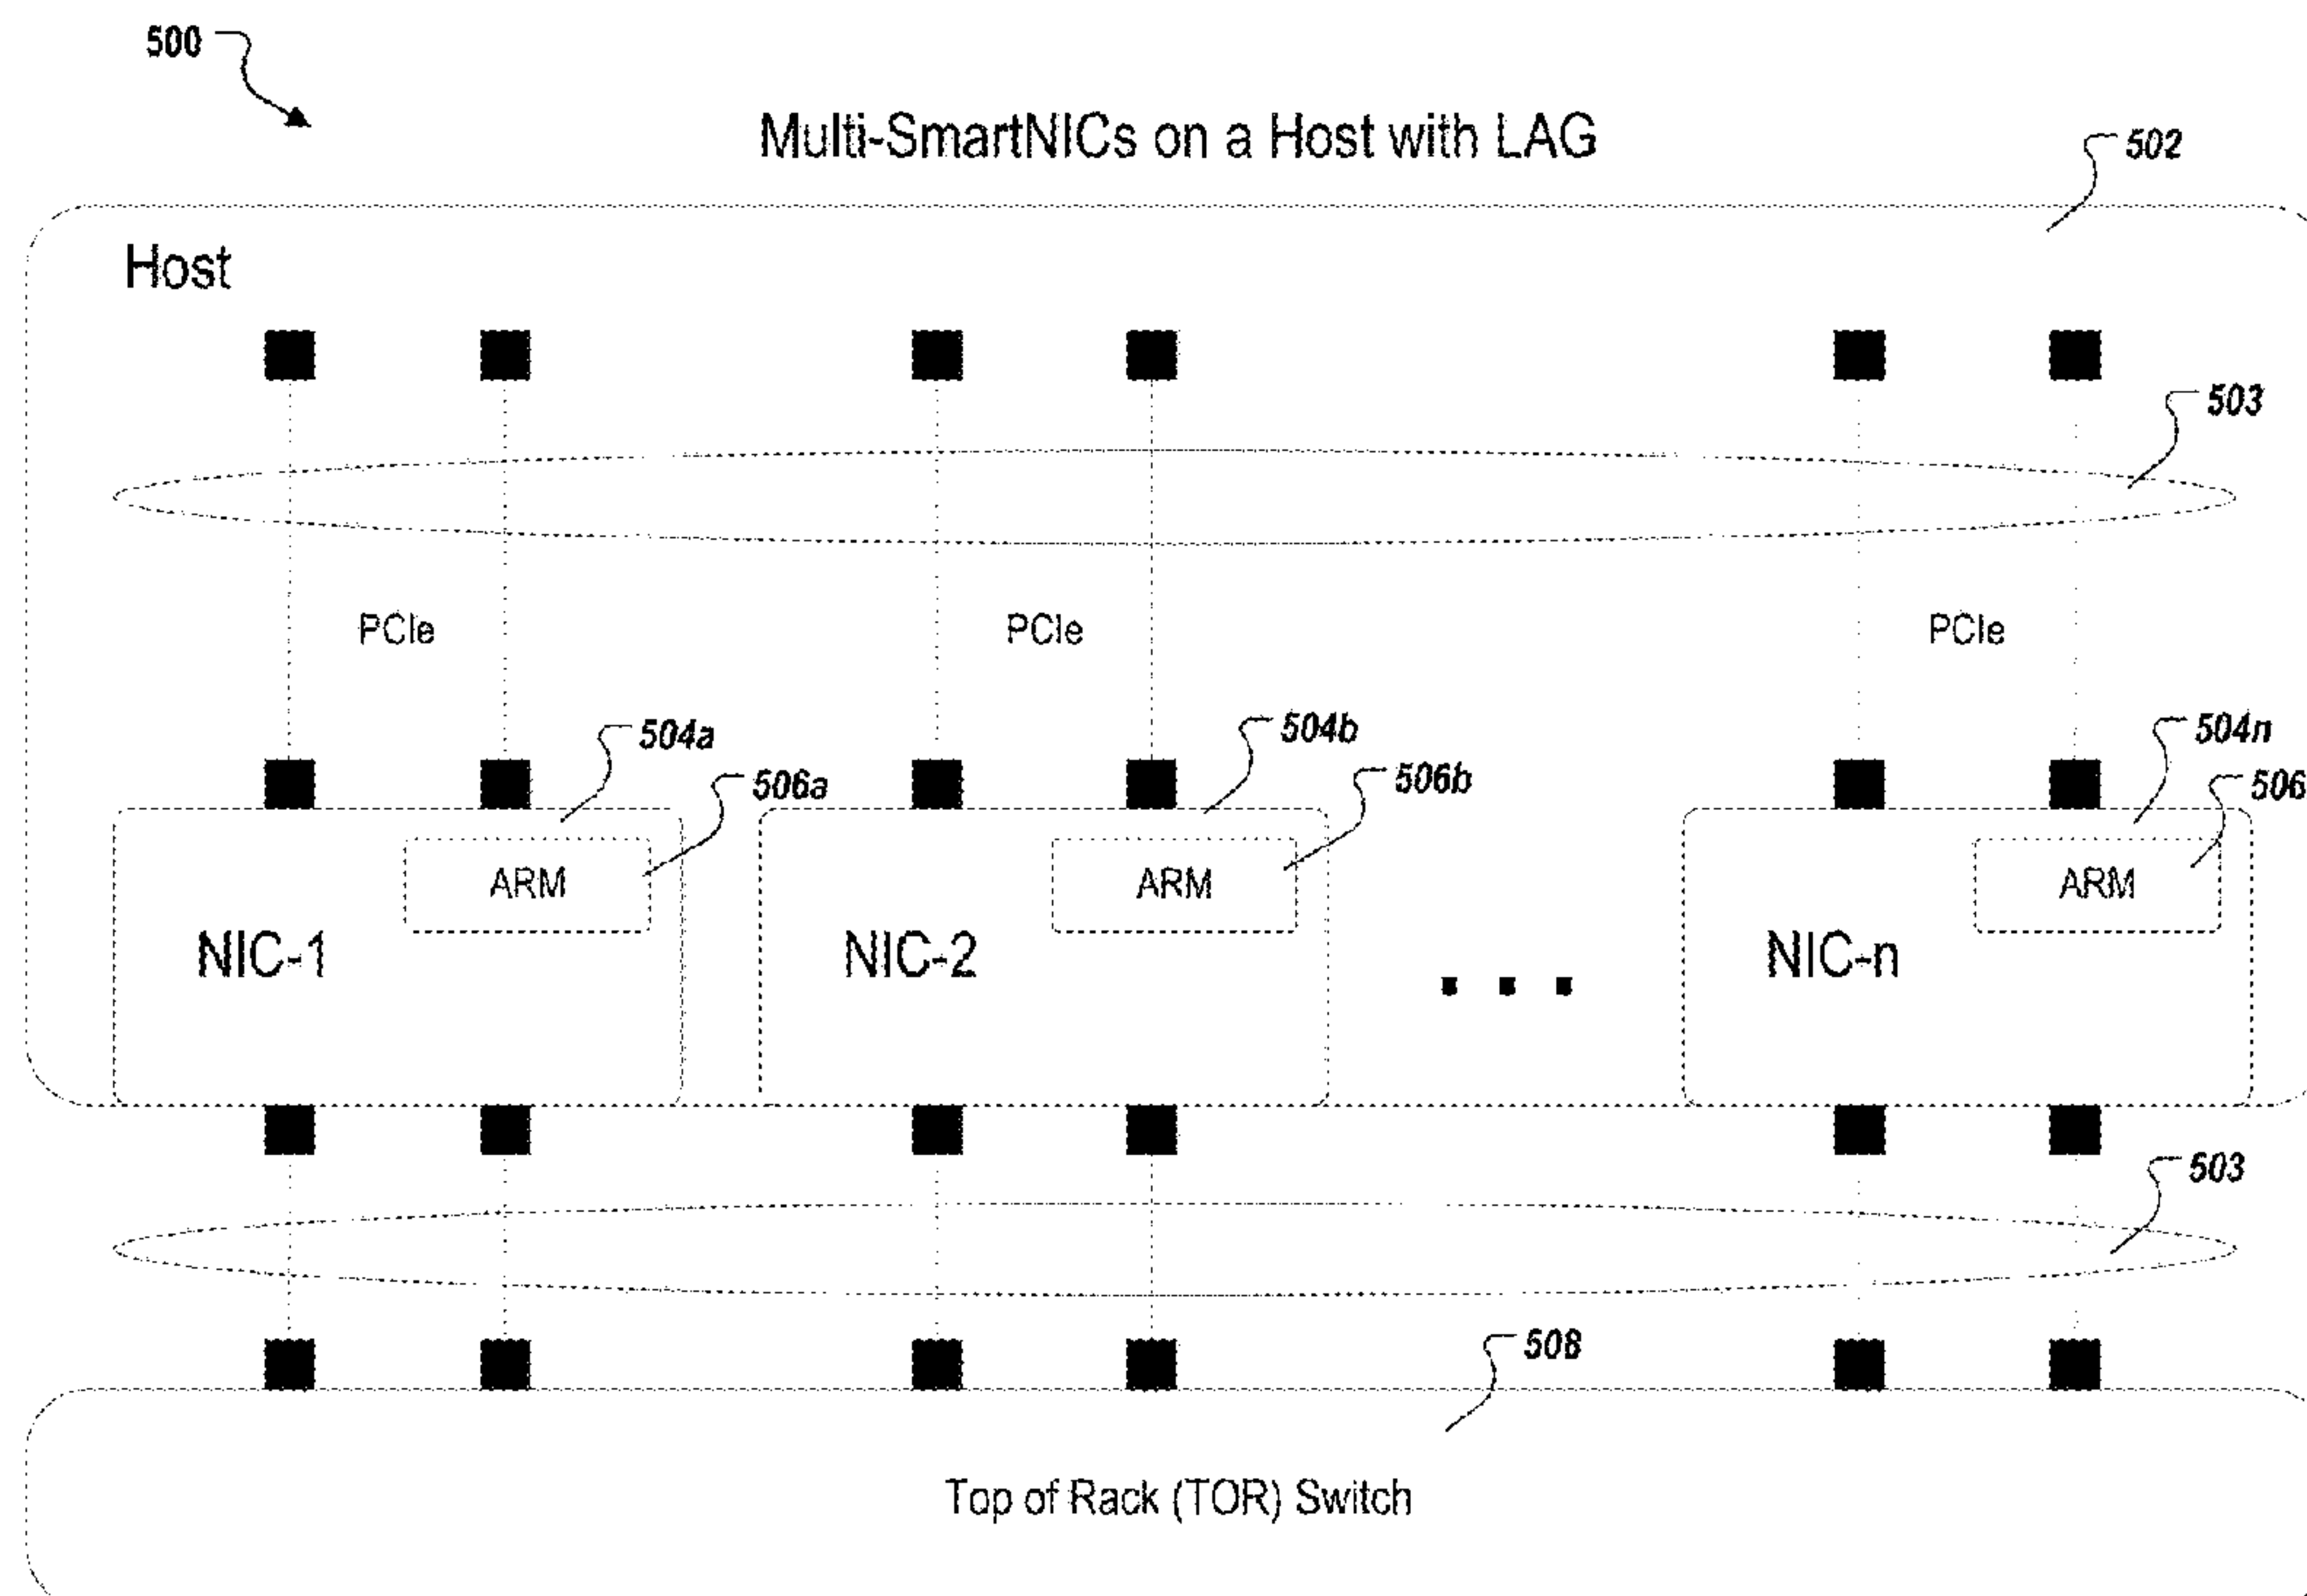 500
Multi-SmartNICs on a Host with LAG
502
Host
503
PCIe
PCIe
PCIe
504a
504b
504n
506a
506b
506
ARM
ARM
ARM
NIC-1
NIC-2
. . .
NIC-n
503
508
Top of Rack (TOR) Switch